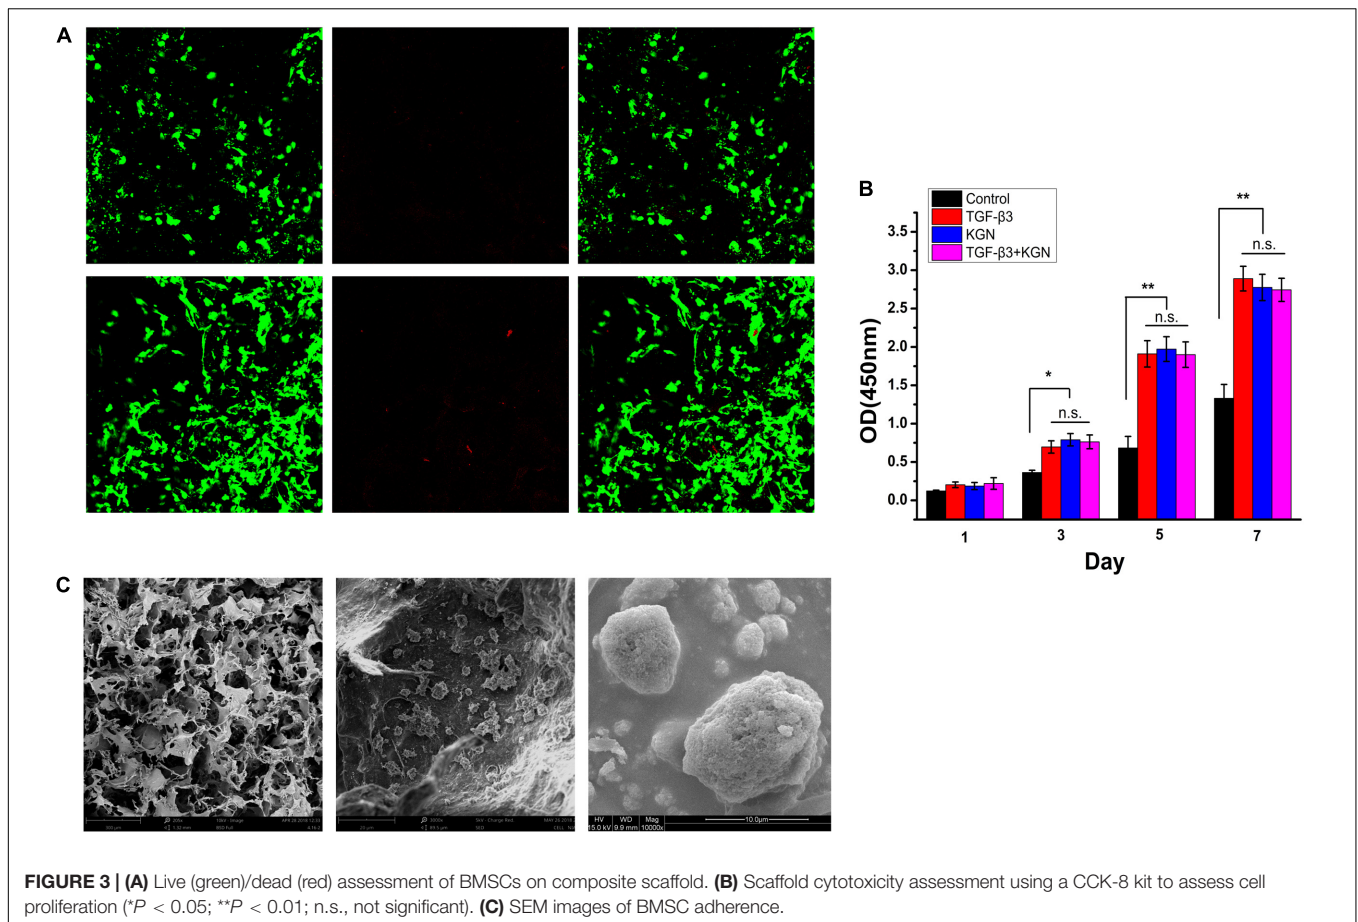 A
B
Control
TGF-β3
KGN
TGF-β3+KGN
**
n.s.
**
n.s.
*
n.s.
3.5
3.0
2.5
2.0
1.5
1.0
0.5
0.0
OD(450nm)
1
3
5
7
Day
C
HV WD Mag
15.0 kV 9.9 mm 10000x
10.0μm
FIGURE 3 | (A) Live (green)/dead (red) assessment of BMSCs on composite scaffold. (B) Scaffold cytotoxicity assessment using a CCK-8 kit to assess cell
proliferation (*P < 0.05; **P < 0.01; n.s., not significant). (C) SEM images of BMSC adherence.